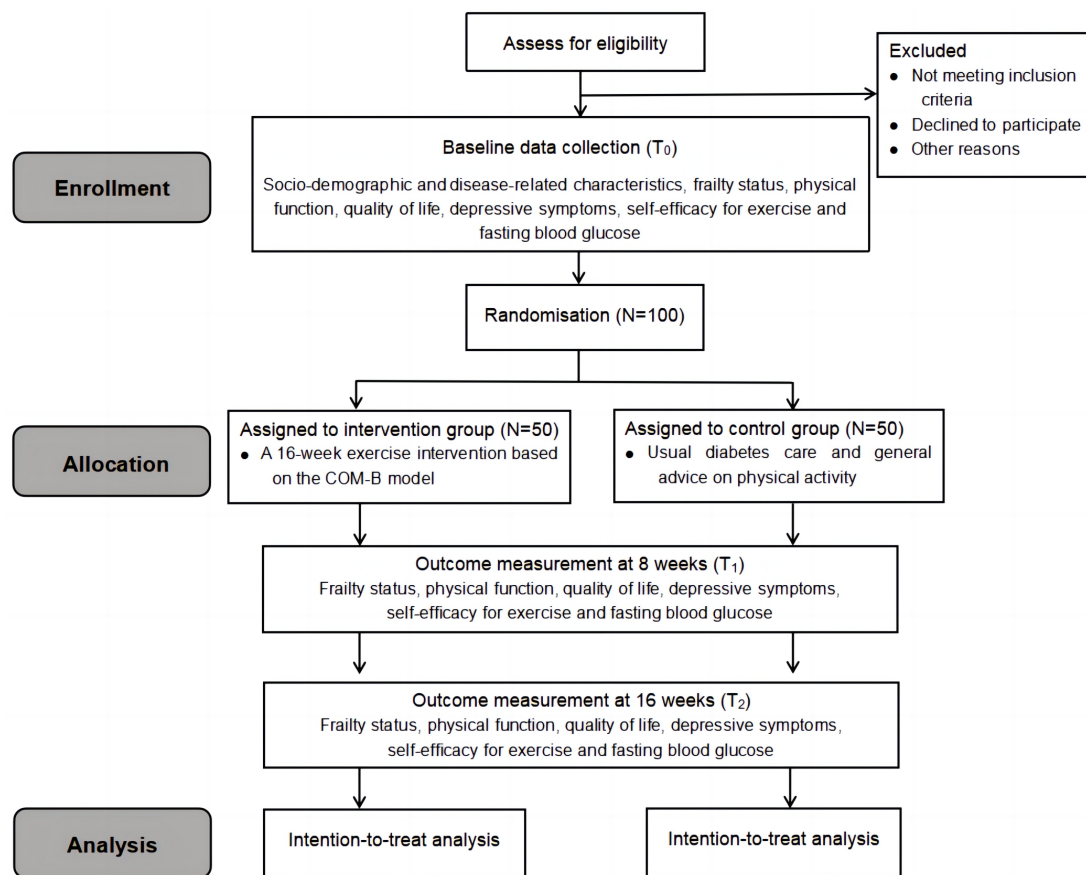 Assess for eligibility
Excluded
● Not meeting inclusion
criteria
● Declined to participate
● Other reasons
Enrollment
Baseline data collection (T₀)
Socio-demographic and disease-related characteristics, frailty status, physical
function, quality of life, depressive symptoms, self-efficacy for exercise and
fasting blood glucose
Randomisation (N=100)
Allocation
Assigned to intervention group (N=50)
● A 16-week exercise intervention based
on the COM-B model
Assigned to control group (N=50)
● Usual diabetes care and general
advice on physical activity
Outcome measurement at 8 weeks (T₁)
Frailty status, physical function, quality of life, depressive symptoms,
self-efficacy for exercise and fasting blood glucose
Outcome measurement at 16 weeks (T₂)
Frailty status, physical function, quality of life, depressive symptoms,
self-efficacy for exercise and fasting blood glucose
Analysis
Intention-to-treat analysis
Intention-to-treat analysis